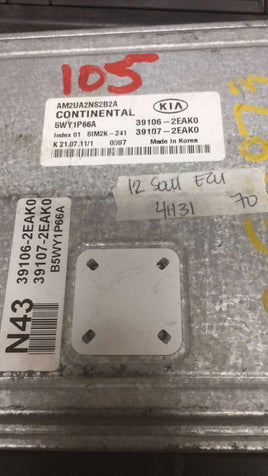 105
AM2UA2NS2B2A
CONTINENTAL
KIA
5WY1P66A
39106-2EAK0
Index 01 SIM2K-241
39107-2EAK0
K 21.07.11/1 0097
Made in Korea
12 Soul ECU
4H31 70
39106-2EAK0
39107-2EAK0
B5WY1P66A
N43